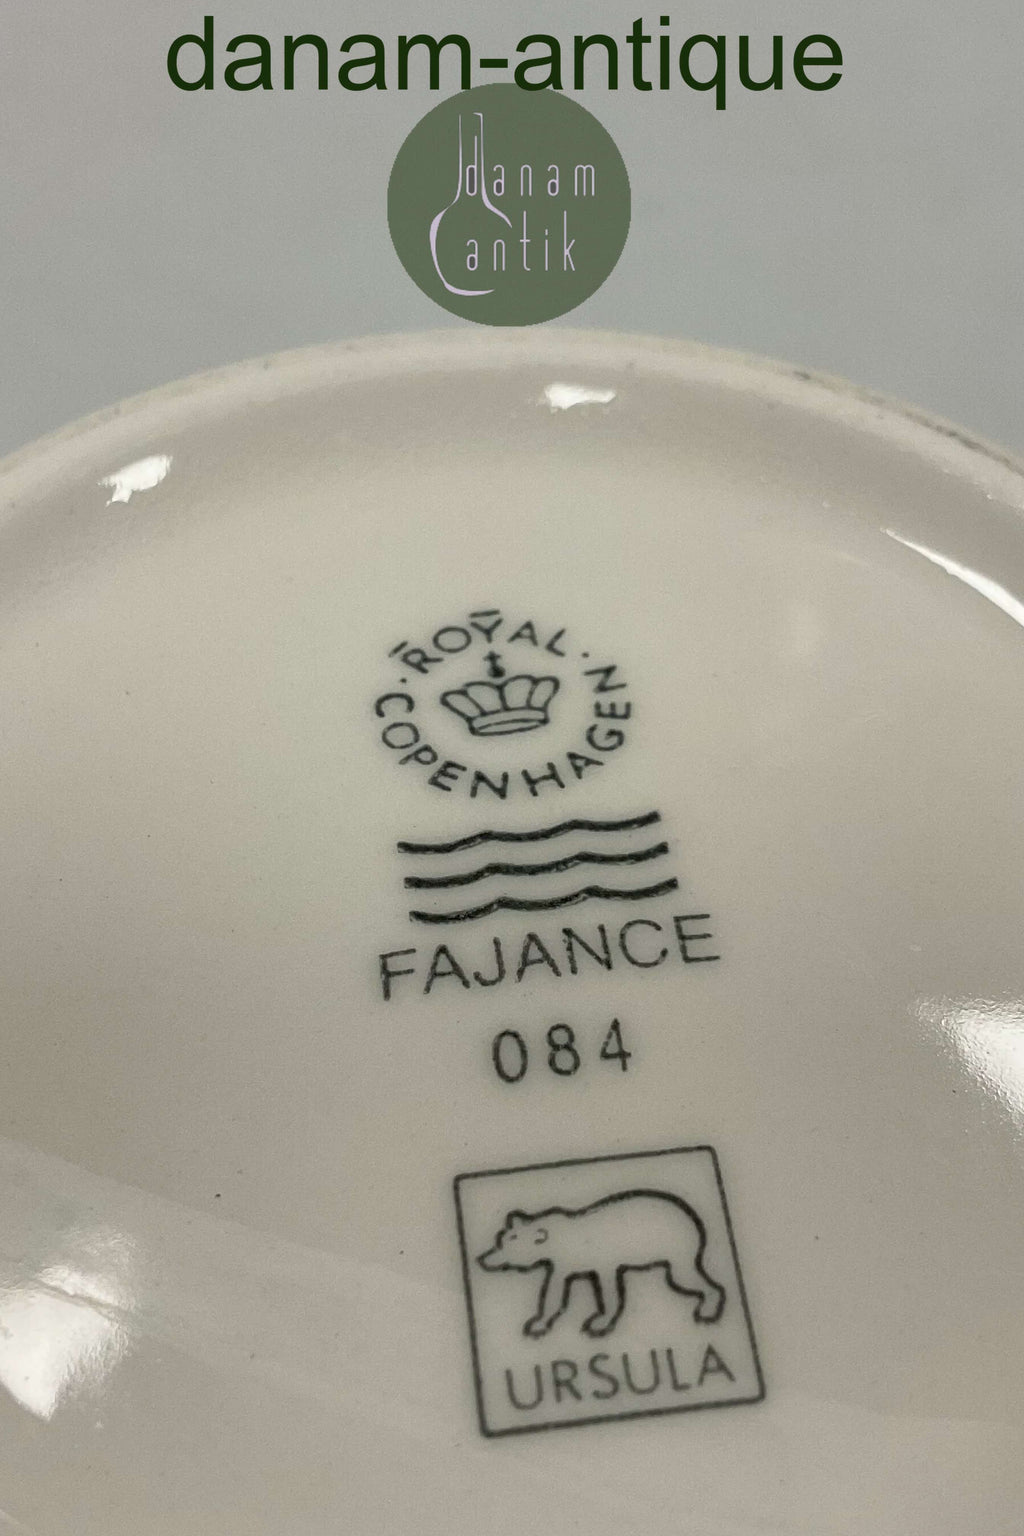 danam-antique
danam
antik
ROYAL
COPENHAGEN
FAJANCE
084
URSULA